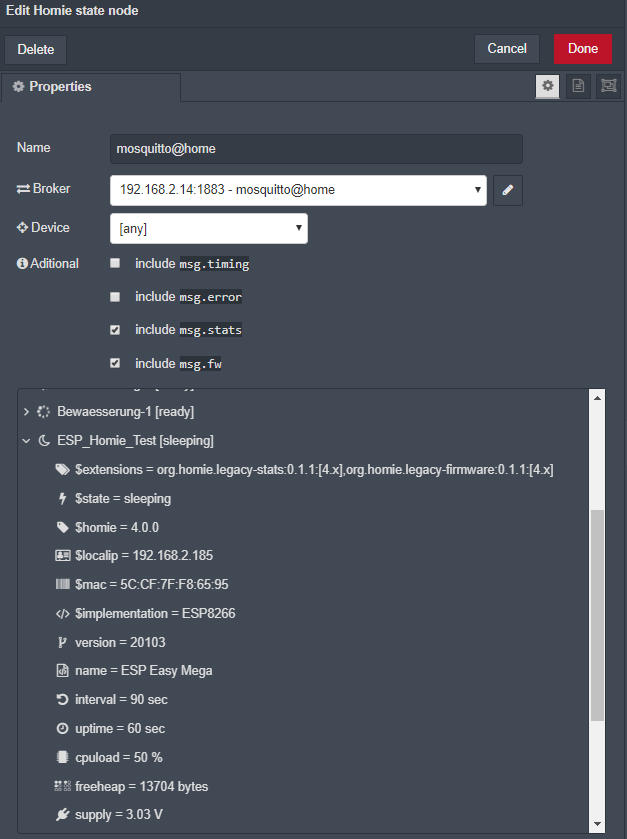 Edit Homie state node
Delete
Cancel
Done
Properties
Name
mosquitto@home
Broker
192.168.2.14:1883 - mosquitto@home
Device
[any]
Aditional
include msg.timing
include msg.error
include msg.stats
include msg.fw
Bewaesserung-1 [ready]
ESP_Homie_Test [sleeping]
$extensions = org.homie.legacy-stats:0.1.1:[4.x],org.homie.legacy-firmware:0.1.1:[4.x]
$state = sleeping
$homie = 4.0.0
$localip = 192.168.2.185
$mac = 5C:CF:7F:F8:65:95
$implementation = ESP8266
version = 20103
name = ESP Easy Mega
interval = 90 sec
uptime = 60 sec
cpuload = 50 %
freeheap = 13704 bytes
supply = 3.03 V